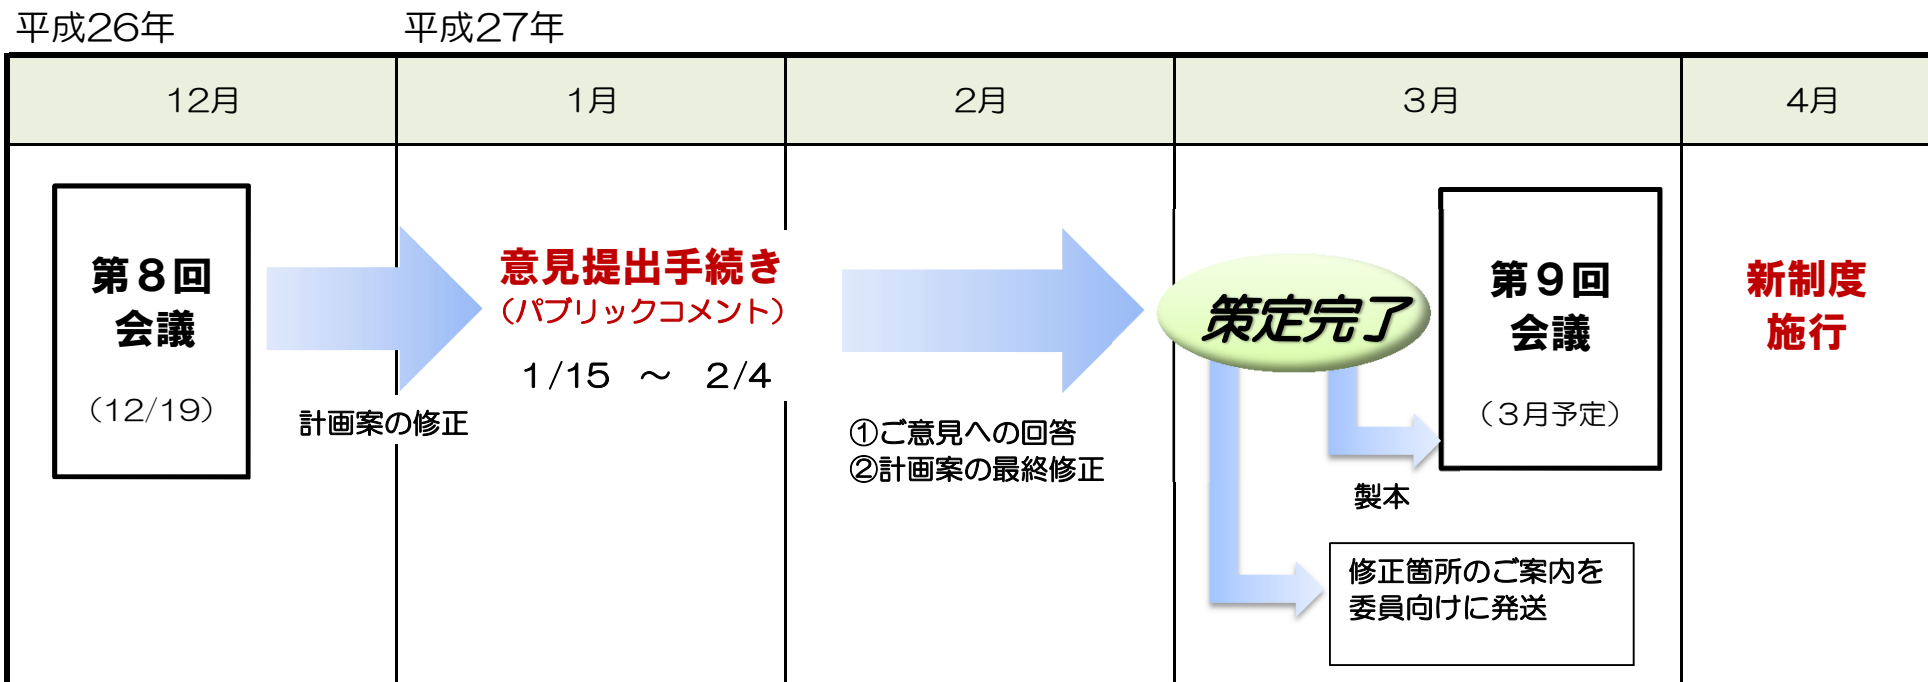 平成26年
平成27年
12月
1月
2月
3月
4月
第8回
会議
（12/19）
計画案の修正
意見提出手続き
（パブリックコメント）
1/15 ～ 2/4
①ご意見への回答
②計画案の最終修正
策定完了
第9回
会議
（3月予定）
製本
修正箇所のご案内を
委員向けに発送
新制度
施行